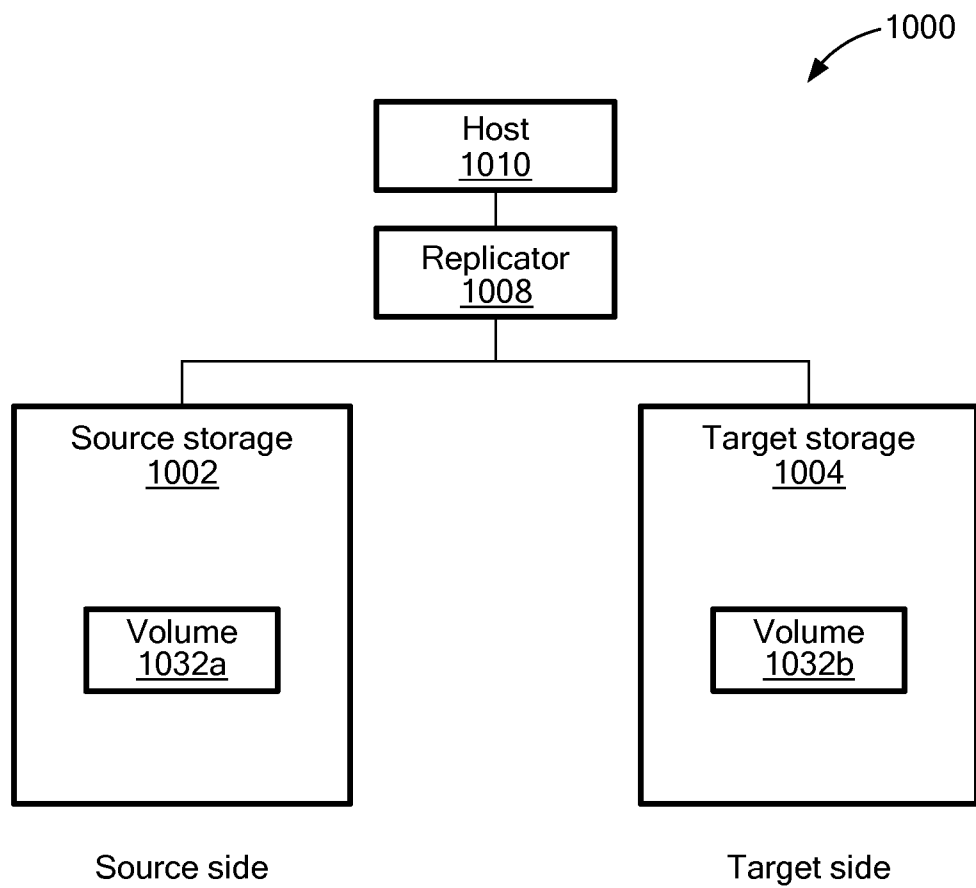 1000
Host
1010
Replicator
1008
Source storage
1002
Target storage
1004
Volume
1032a
Volume
1032b
Source side
Target side